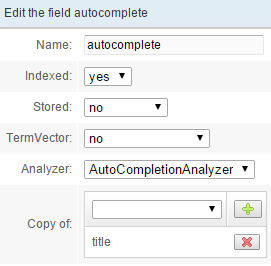 Edit the field autocomplete
Name: autocomplete
Indexed: yes
Stored: no
TermVector: no
Analyzer: AutoCompletionAnalyzer
Copy of:
title